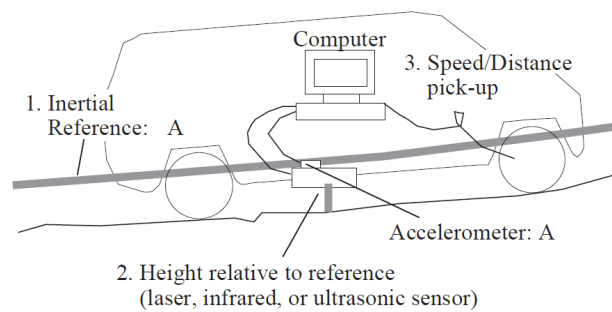 Computer
3. Speed/Distance
pick-up
1. Inertial
Reference: A
Accelerometer: A
2. Height relative to reference
(laser, infrared, or ultrasonic sensor)